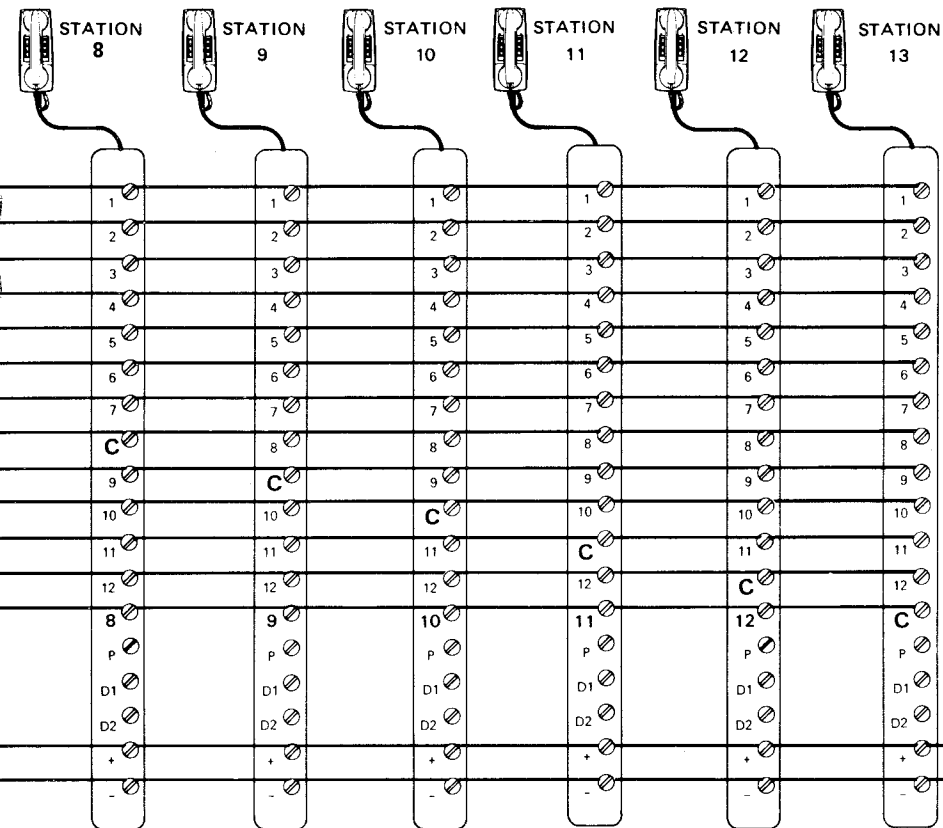 STATION 8
STATION 9
STATION 10
STATION 11
STATION 12
STATION 13
1 1 1 1 1 1
2 2 2 2 2 2
3 3 3 3 3 3
4 4 4 4 4 4
5 5 5 5 5 5
6 6 6 6 6 6
7 7 7 7 7 7
C 8 8 8 8 8
9 C 9 9 9 9
10 10 C 10 10 10
11 11 11 C 11 11
12 12 12 12 C 12
8 9 10 11 12 C
P P P P P P
D1 D1 D1 D1 D1 D1
D2 D2 D2 D2 D2 D2
+ + + + + +
- - - - - -